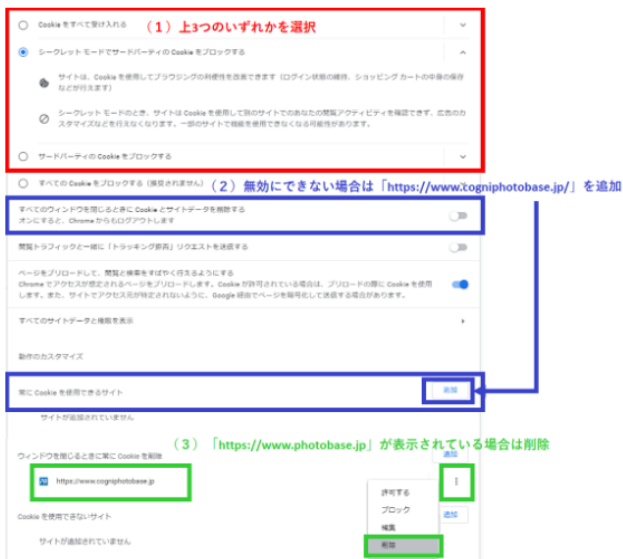 Cookie をすべて受け入れる
（1）上3つのいずれかを選択
シークレット モードでサードパーティの Cookie をブロックする
サイトは、Cookie を使用してブラウジングの利便性を改善できます（ログイン状態の維持、ショッピング カートの中身の保存
などが行えます）
シークレット モードのとき、サイトは Cookie を使用して別のサイトでのあなたの閲覧アクティビティを確認できず、広告のカ
スタマイズなどを行えなくなります。一部のサイトで機能を使用できなくなる可能性があります。
サードパーティの Cookie をブロックする
すべての Cookie をブロックする（推奨されません）
（2）無効にできない場合は「https://www.cogniphotobase.jp/」を追加
すべてのウィンドウを閉じるときに Cookie とサイトデータを削除する
オンにすると、Chrome からもログアウトします
閲覧トラフィックと一緒に「トラッキング拒否」リクエストを送信する
ページをプリロードして、閲覧と検索をすばやく行えるようにする
Chrome でアクセスが想定されるページをプリロードします。Cookie が許可されている場合は、プリロードの際に Cookie を使用
します。また、サイトでアクセス元が特定されないように、Google 経由でページを暗号化して送信する場合があります。
すべてのサイトデータと権限を表示
動作のカスタマイズ
常に Cookie を使用できるサイト
追加
サイトが追加されていません
（3）「https://www.photobase.jp」が表示されている場合は削除
ウィンドウを閉じるときに常に Cookie を削除
追加
https://www.cogniphotobase.jp
許可する
ブロック
編集
削除
Cookie を使用できないサイト
追加
サイトが追加されていません